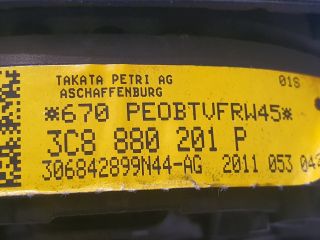 01S
TAKATA PETRI AG
ASCHAFFENBURG
*670 PEOBTVFRW45*
3C8 880 201 P
306842899N44-AG 2011 053 04